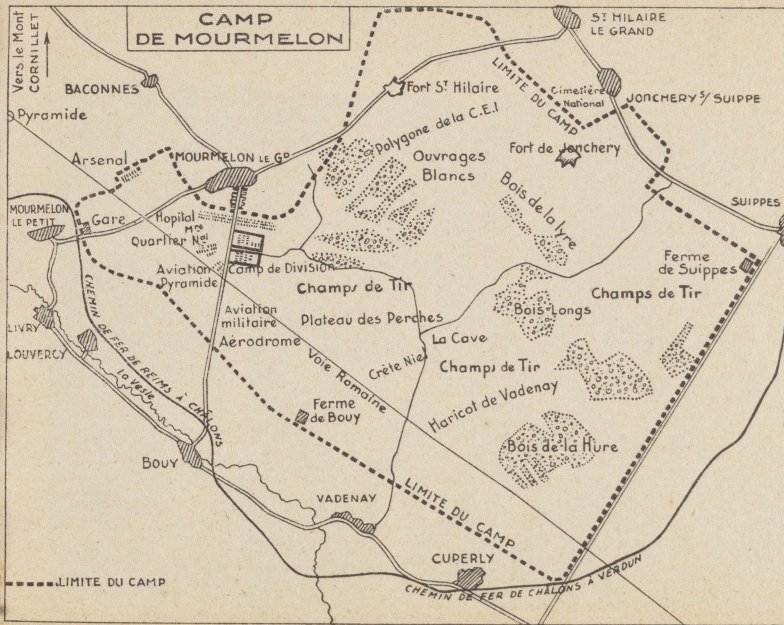 CAMP
DE MOURMELON
Vers le Mont
CORNILLET
ST HILAIRE
LE GRAND
BACONNES
Fort St Hilaire
LIMITE DU CAMP
Cimetière
National
JONCHERY S/ SUIPPE
Pyramide
Polygone de la C.E.I
Arsenal
MOURMELON LE Gd
Ouvrages
Blancs
Fort de Jonchery
Bois de la lyre
SUIPPES
MOURMELON
LE PETIT
Gare
Hopital
Mre
Quartier Nal
Ferme
de Suippes
Aviation
Pyramide
Camp de Division
Champs de Tir
Champs de Tir
Aviation
militaire
Aérodrome
Plateau des Perches
Bois Longs
LIVRY
LOUVERCY
CHEMIN DE FER DE REIMS À CHÂLONS
La Vesle
Voie Romaine
Crête Niel
La Cave
Champs de Tir
Haricot de Vadenay
Ferme
de Bouy
Bois de la Hure
BOUY
LIMITE DU CAMP
VADENAY
CUPERLY
LIMITE DU CAMP
CHEMIN DE FER DE CHÂLONS À VERDUN